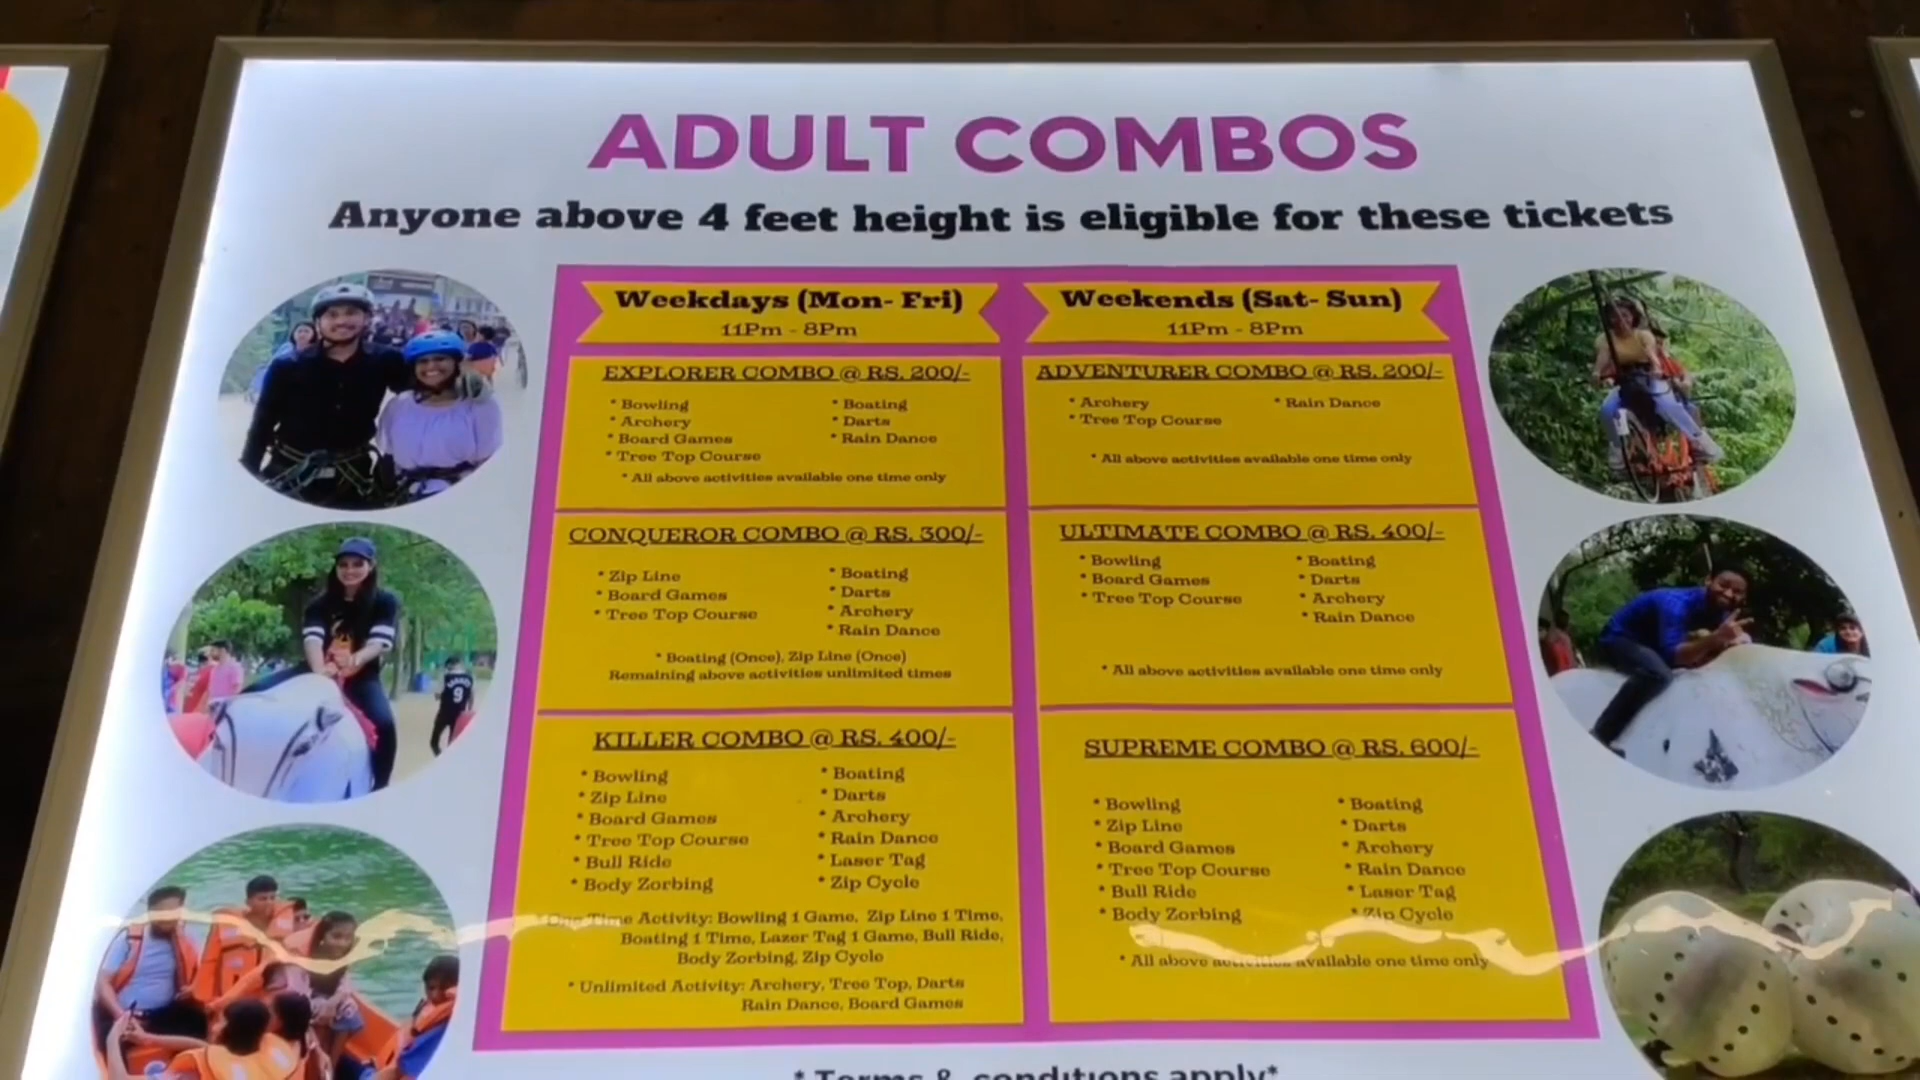 ADULT COMBOS
Anyone above 4 feet height is eligible for these tickets
Weekdays (Mon- Fri)
11Pm - 8Pm
EXPLORER COMBO @ RS. 200/-
* Bowling
* Archery
* Board Games
* Tree Top Course
* Boating
* Darts
* Rain Dance
* All above activities available one time only
CONQUEROR COMBO @ RS. 300/-
* Zip Line
* Board Games
* Tree Top Course
* Boating
* Darts
* Archery
* Rain Dance
* Boating (Once), Zip Line (Once)
Remaining above activities unlimited times
KILLER COMBO @ RS. 400/-
* Bowling
* Zip Line
* Board Games
* Tree Top Course
* Bull Ride
* Body Zorbing
* Boating
* Darts
* Archery
* Rain Dance
* Laser Tag
* Zip Cycle
One Time Activity: Bowling 1 Game, Zip Line 1 Time,
Boating 1 Time, Lazer Tag 1 Game, Bull Ride,
Body Zorbing, Zip Cycle
* Unlimited Activity: Archery, Tree Top, Darts
Rain Dance, Board Games
Weekends (Sat- Sun)
11Pm - 8Pm
ADVENTURER COMBO @ RS. 200/-
* Archery
* Tree Top Course
* Rain Dance
* All above activities available one time only
ULTIMATE COMBO @ RS. 400/-
* Bowling
* Board Games
* Tree Top Course
* Boating
* Darts
* Archery
* Rain Dance
* All above activities available one time only
SUPREME COMBO @ RS. 600/-
* Bowling
* Zip Line
* Board Games
* Tree Top Course
* Bull Ride
* Body Zorbing
* Boating
* Darts
* Archery
* Rain Dance
* Laser Tag
* Zip Cycle
* All above activities available one time only
* Terms & conditions apply*
9